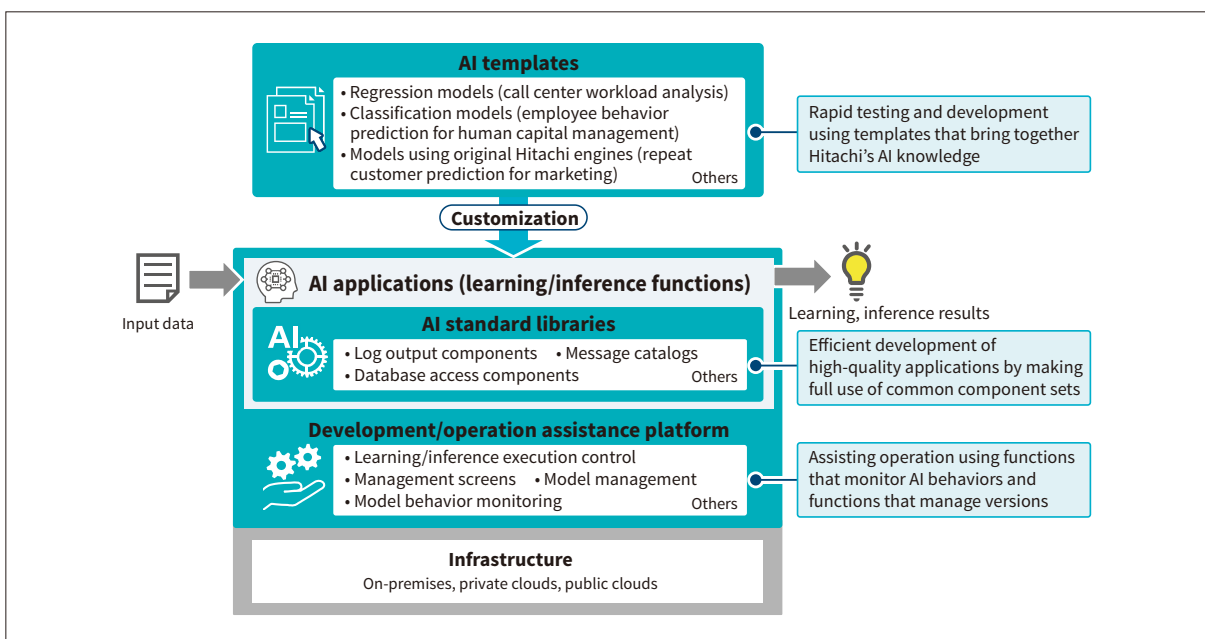 AI templates
• Regression models (call center workload analysis)
• Classification models (employee behavior
prediction for human capital management)
• Models using original Hitachi engines (repeat
customer prediction for marketing)
Others
Rapid testing and development
using templates that bring together
Hitachi's AI knowledge
Customization
Input data
AI applications (learning/inference functions)
Learning, inference results
AI
AI standard libraries
• Log output components • Message catalogs
• Database access components Others
Efficient development of
high-quality applications by making
full use of common component sets
Development/operation assistance platform
• Learning/inference execution control
• Management screens • Model management
• Model behavior monitoring Others
Assisting operation using functions
that monitor AI behaviors and
functions that manage versions
Infrastructure
On-premises, private clouds, public clouds